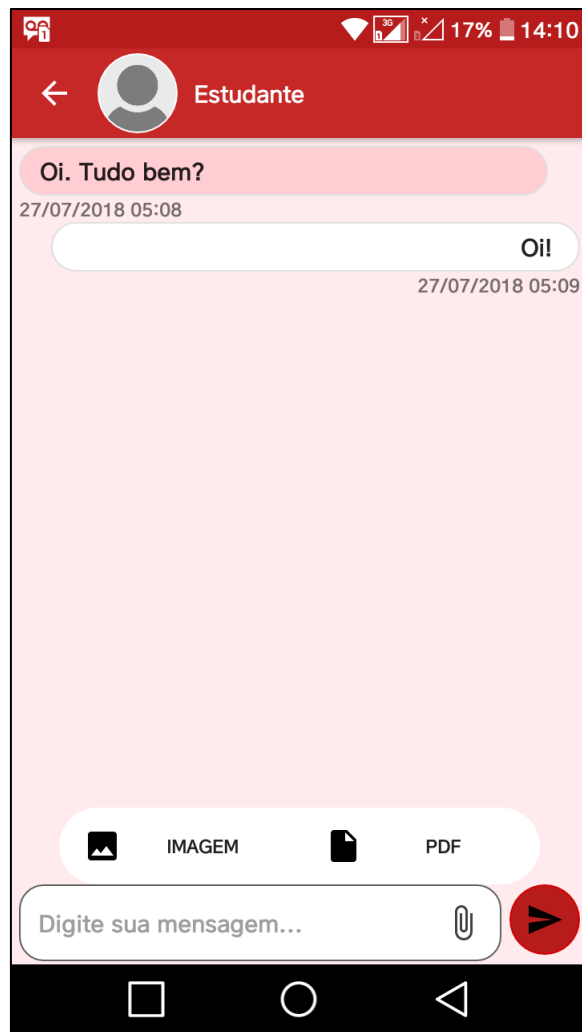 3G 17% 14:10
Estudante
Oi. Tudo bem?
27/07/2018 05:08
Oi!
27/07/2018 05:09
IMAGEM PDF
Digite sua mensagem...